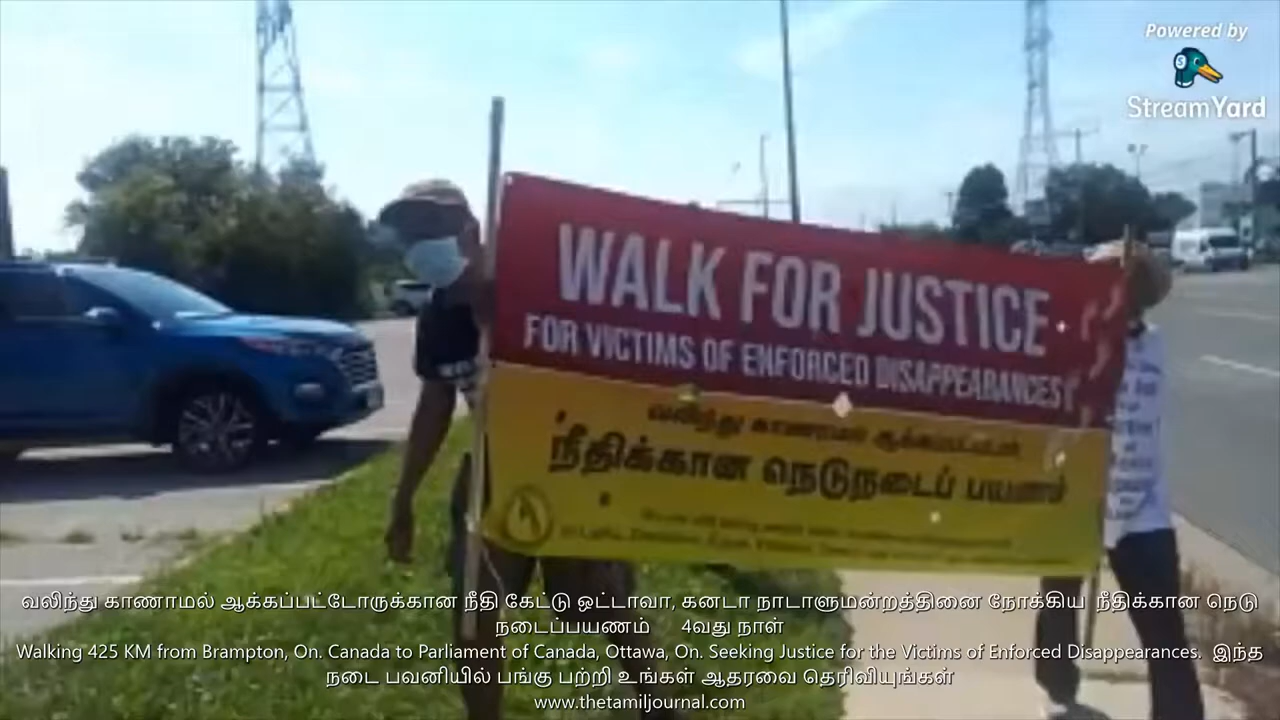 Powered by
StreamYard
WALK FOR JUSTICE
FOR VICTIMS OF ENFORCED DISAPPEARANCES
வலிந்து காணாமல்
நீதிக்கான நெடுநடைப் பயணம்
வலிந்து காணாமல் ஆக்கப்பட்டோருக்கான நீதி கேட்டு ஒட்டாவா, கனடா நாடாளுமன்றத்தினை நோக்கிய நீதிக்கான நெடு
நடைப்பயணம் 4வது நாள்
Walking 425 KM from Brampton, On. Canada to Parliament of Canada, Ottawa, On. Seeking Justice for the Victims of Enforced Disappearances. இந்த
நடை பவனியில் பங்கு பற்றி உங்கள் ஆதரவை தெரிவியுங்கள்
www.thetamiljournal.com